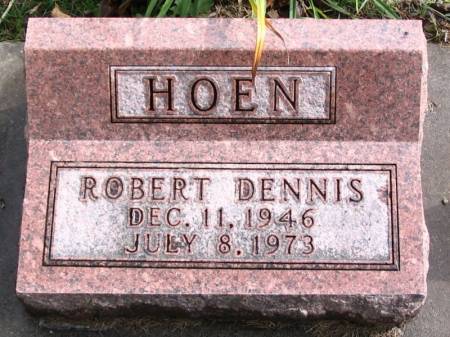 HOEN
ROBERT DENNIS
DEC. 11, 1946
JULY 8, 1973